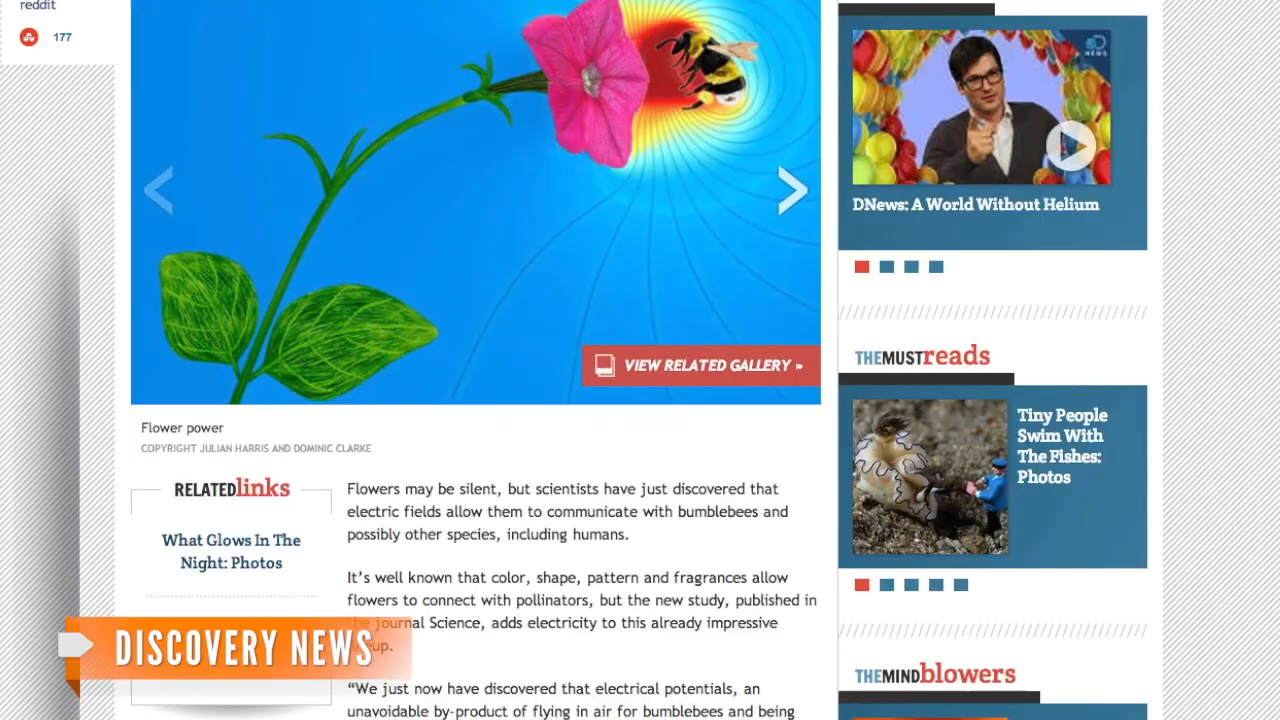 reddit
177
VIEW RELATED GALLERY »
Flower power
COPYRIGHT JULIAN HARRIS AND DOMINIC CLARKE
RELATEDlinks
What Glows In The
Night: Photos
Flowers may be silent, but scientists have just discovered that
electric fields allow them to communicate with bumblebees and
possibly other species, including humans.
It's well known that color, shape, pattern and fragrances allow
flowers to connect with pollinators, but the new study, published in
the journal Science, adds electricity to this already impressive
“We just now have discovered that electrical potentials, an
unavoidable by-product of flying in air for bumblebees and being
DISCOVERY NEWS
NEWS
DNews: A World Without Helium
THEMUSTreads
Tiny People
Swim With
The Fishes:
Photos
THEMINDblowers